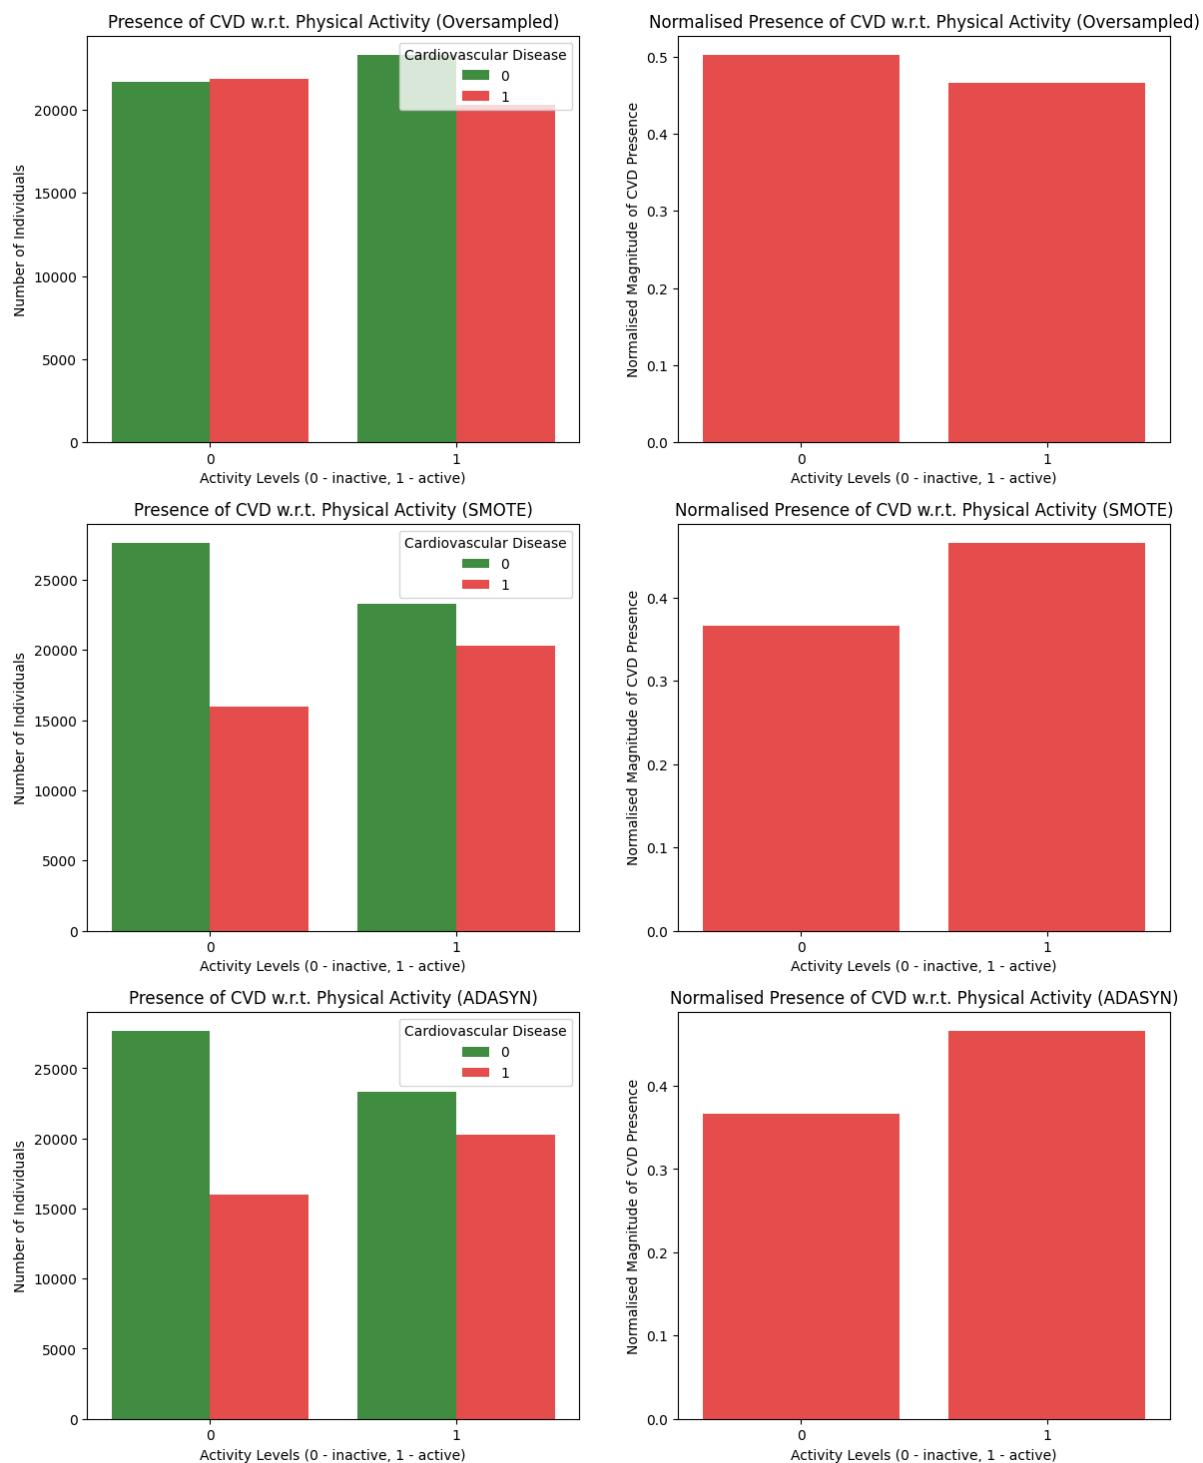 Presence of CVD w.r.t. Physical Activity (Oversampled)
Cardiovascular Disease
0
1
20000
15000
10000
5000
0
Number of Individuals
0
1
Activity Levels (0 - inactive, 1 - active)
Normalised Presence of CVD w.r.t. Physical Activity (Oversampled)
0.5
0.4
0.3
0.2
0.1
0.0
Normalised Magnitude of CVD Presence
0
1
Activity Levels (0 - inactive, 1 - active)
Presence of CVD w.r.t. Physical Activity (SMOTE)
Cardiovascular Disease
0
1
25000
20000
15000
10000
5000
0
Number of Individuals
0
1
Activity Levels (0 - inactive, 1 - active)
Normalised Presence of CVD w.r.t. Physical Activity (SMOTE)
0.4
0.3
0.2
0.1
0.0
Normalised Magnitude of CVD Presence
0
1
Activity Levels (0 - inactive, 1 - active)
Presence of CVD w.r.t. Physical Activity (ADASYN)
Cardiovascular Disease
0
1
25000
20000
15000
10000
5000
0
Number of Individuals
0
1
Activity Levels (0 - inactive, 1 - active)
Normalised Presence of CVD w.r.t. Physical Activity (ADASYN)
0.4
0.3
0.2
0.1
0.0
Normalised Magnitude of CVD Presence
0
1
Activity Levels (0 - inactive, 1 - active)